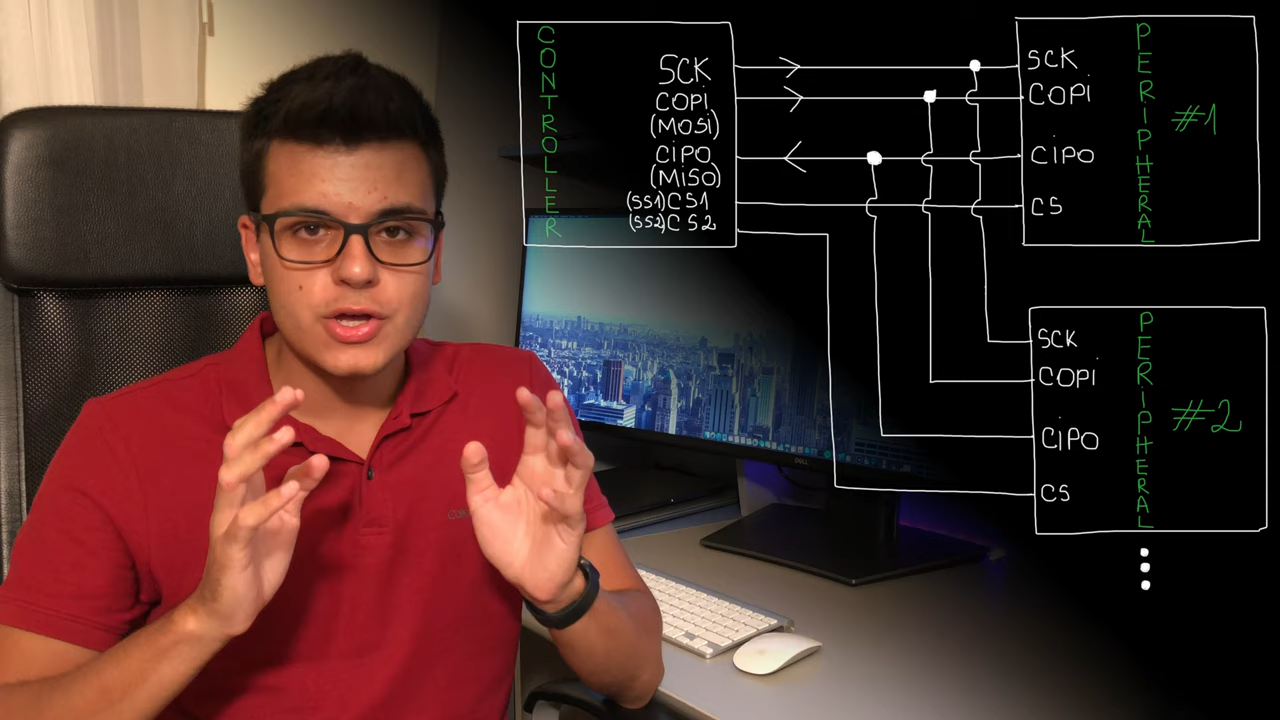 CONTROLLER
SCK
COPi
(MOSi)
CiPO
(MiSO)
(SS1)CS1
(SS2)CS2
PERIPHERAL
#1
SCK
COPi
CiPO
CS
PERIPHERAL
#2
SCK
COPi
CiPO
CS
DELL